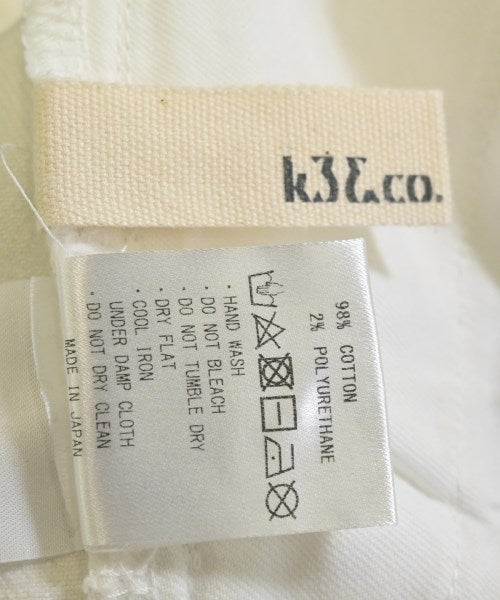 k3&co.
98% COTTON
2% POLYURETHANE
· HAND WASH
· DO NOT BLEACH
· DO NOT TUMBLE DRY
· DRY FLAT
· COOL IRON
UNDER DAMP CLOTH
· DO NOT DRY CLEAN
MADE IN JAPAN